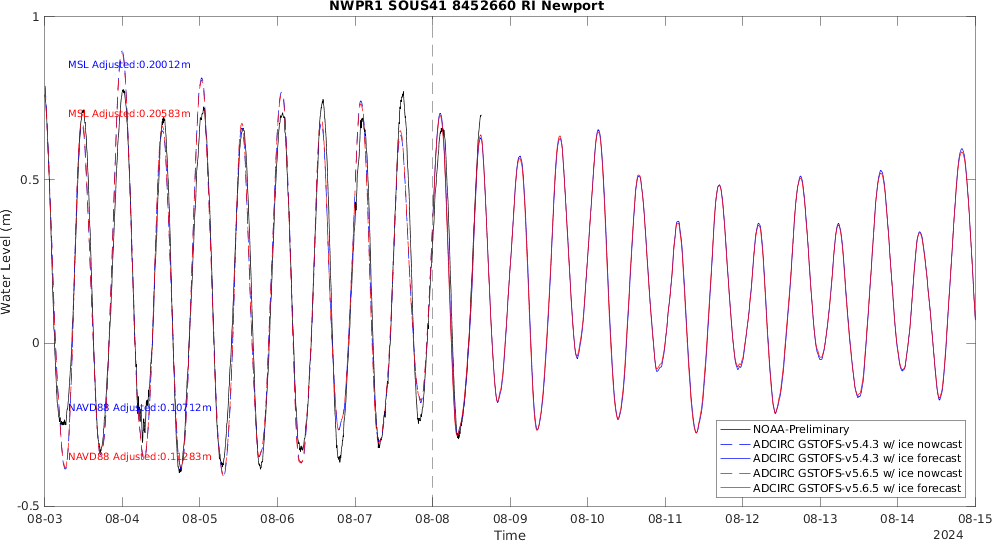 NWPR1 SOUS41 8452660 RI Newport
1
0.5
0
-0.5
Water Level (m)
MSL Adjusted:0.20012m
MSL Adjusted:0.20583m
NAVD88 Adjusted:0.10712m
NAVD88 Adjusted:0.11283m
NOAA-Preliminary
ADCIRC GSTOFS-v5.4.3 w/ ice nowcast
ADCIRC GSTOFS-v5.4.3 w/ ice forecast
ADCIRC GSTOFS-v5.6.5 w/ ice nowcast
ADCIRC GSTOFS-v5.6.5 w/ ice forecast
08-03 08-04 08-05 08-06 08-07 08-08 08-09 08-10 08-11 08-12 08-13 08-14 08-15
Time
2024